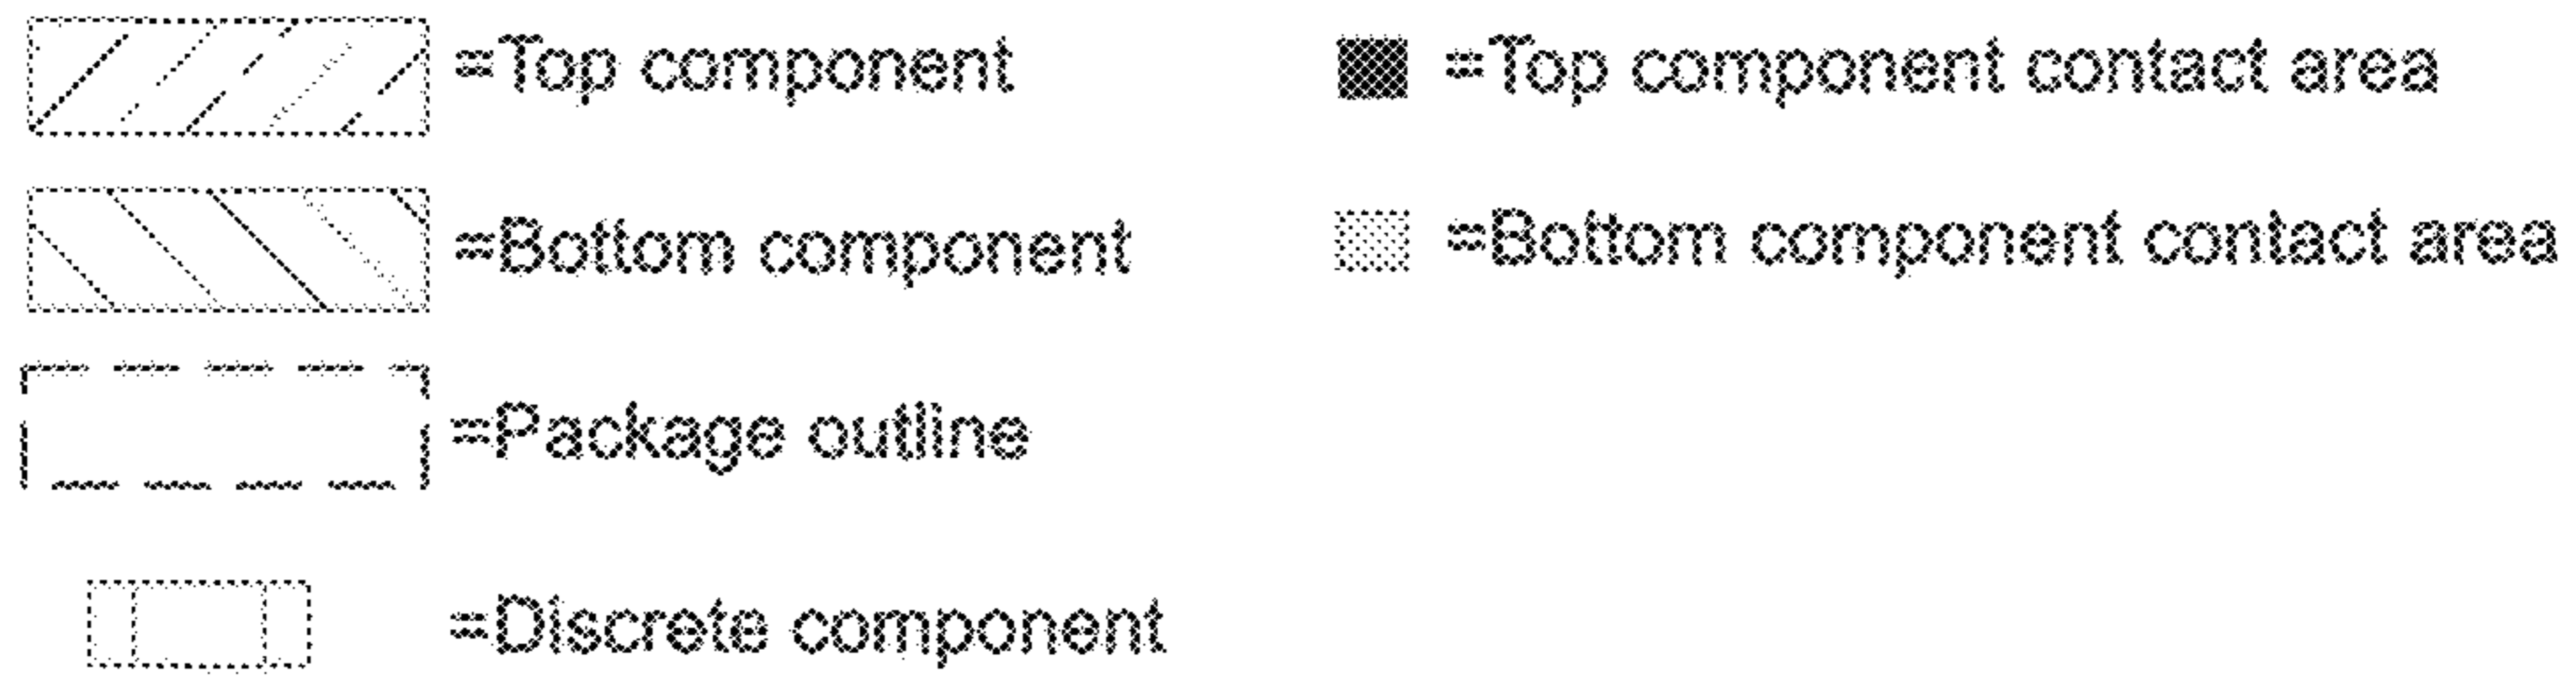 =Top component
=Bottom component
=Package outline
=Discrete component
=Top component contact area
=Bottom component contact area